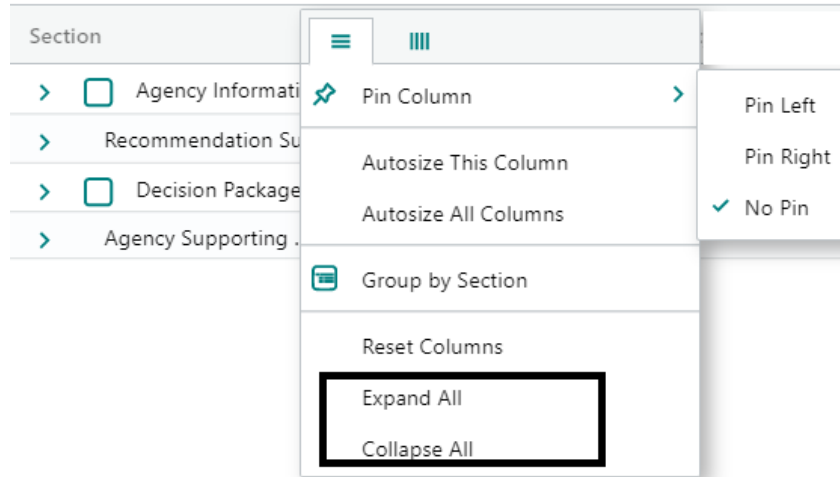 Section
Agency Informati
Recommendation Su
Decision Package
Agency Supporting .
Pin Column
Autosize This Column
Autosize All Columns
Group by Section
Reset Columns
Expand All
Collapse All
Pin Left
Pin Right
No Pin